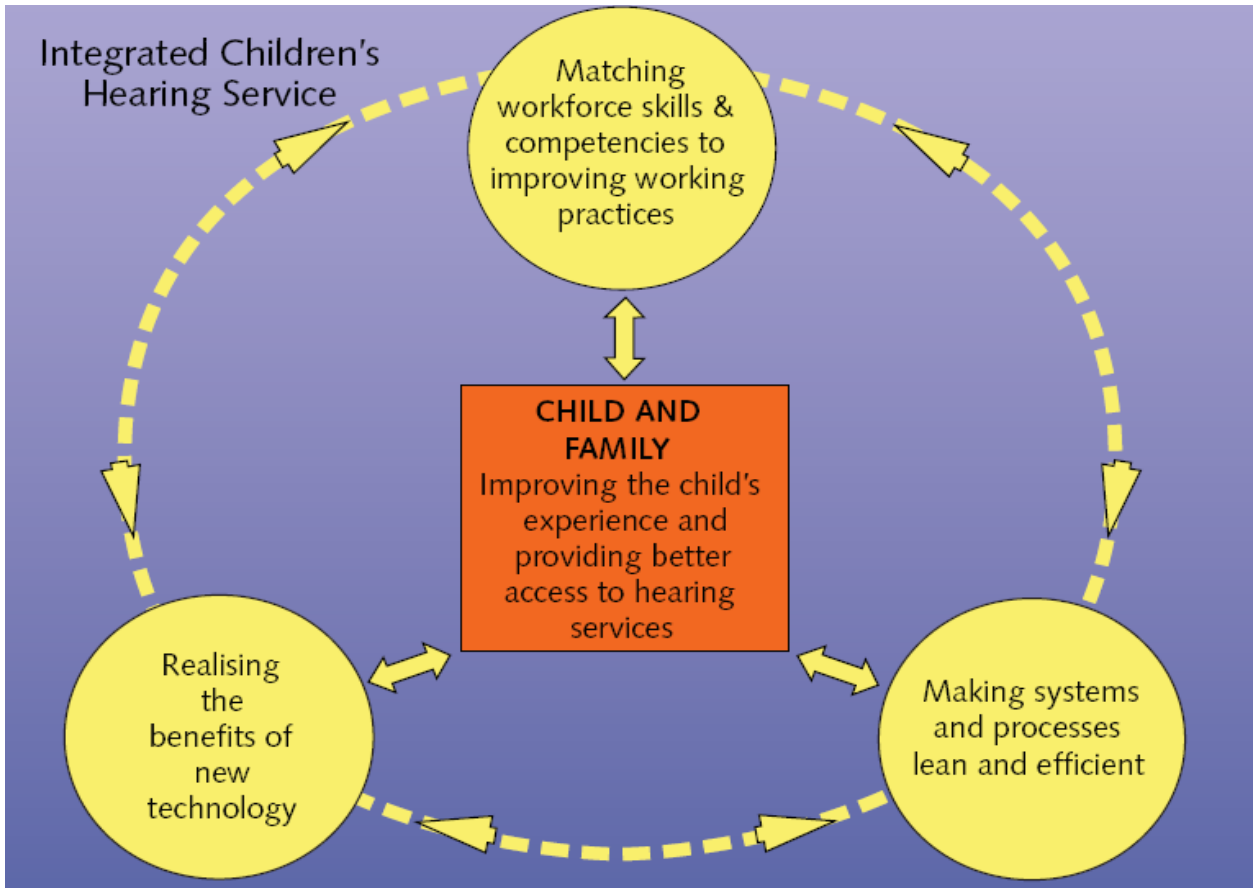 Integrated Children’s
Hearing Service
Matching
workforce skills &
competencies to
improving working
practices
CHILD AND
FAMILY
Improving the child’s
experience and
providing better
access to hearing
services
Realising
the
benefits of
new
technology
Making systems
and processes
lean and efficient